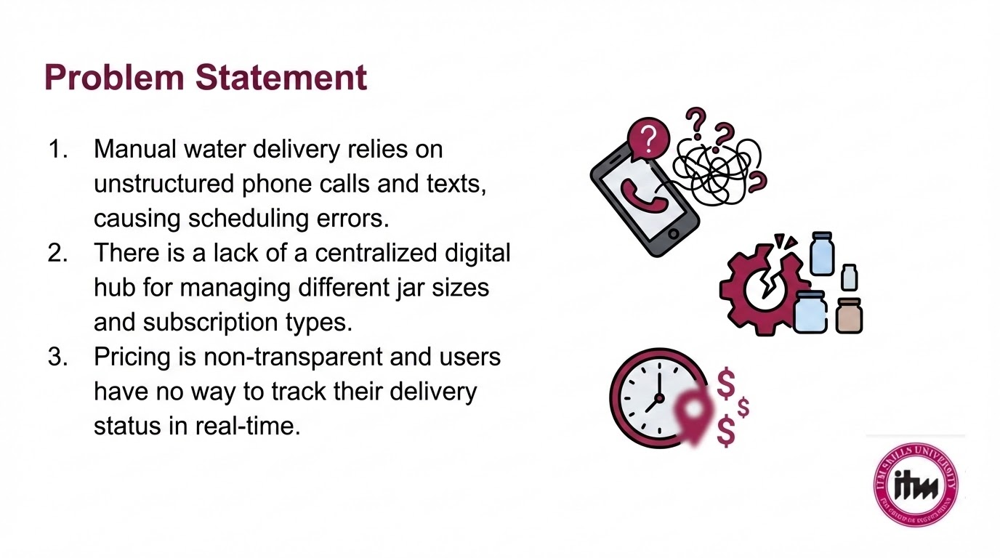 Problem Statement
1. Manual water delivery relies on
unstructured phone calls and texts,
causing scheduling errors.
2. There is a lack of a centralized digital
hub for managing different jar sizes
and subscription types.
3. Pricing is non-transparent and users
have no way to track their delivery
status in real-time.
?
?
?
?
$
$
$
ITM SKILLS UNIVERSITY
itm